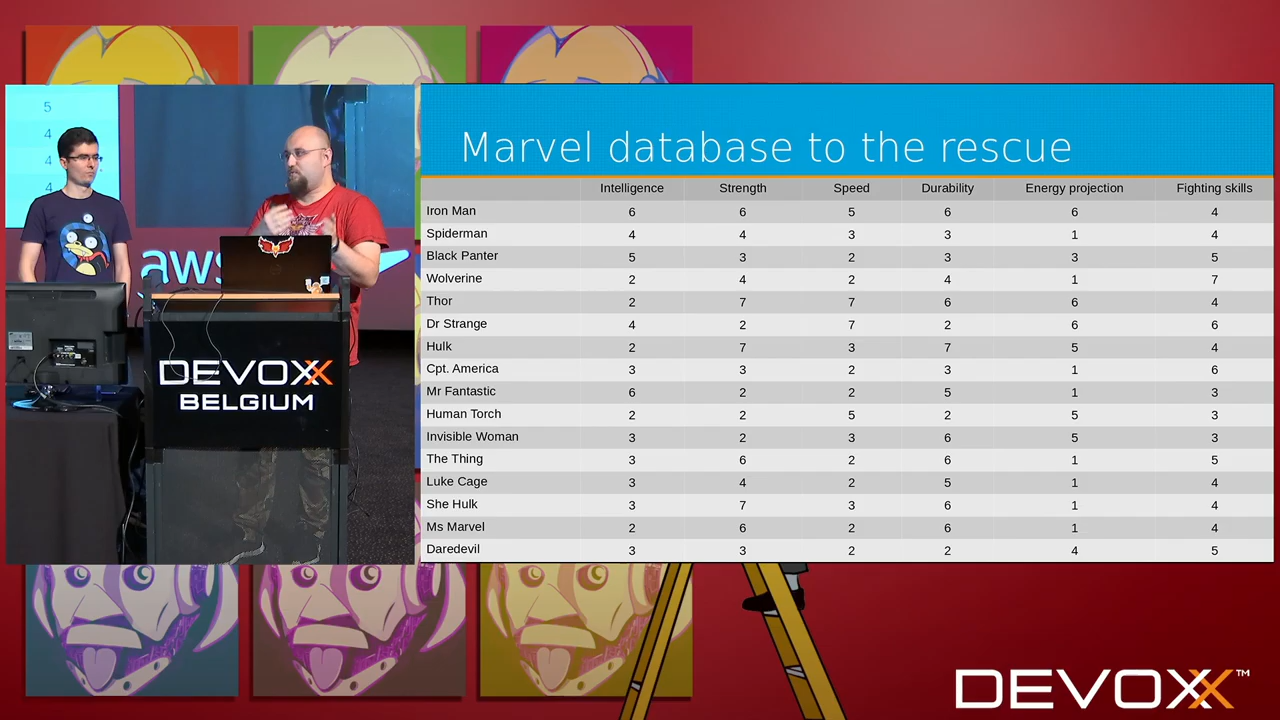 5
4
4
4
aws
DEVOXX
BELGIUM
Marvel database to the rescue
Intelligence Strength Speed Durability Energy projection Fighting skills
Iron Man 6 6 5 6 6 4
Spiderman 4 4 3 3 1 4
Black Panter 5 3 2 3 3 5
Wolverine 2 4 2 4 1 7
Thor 2 7 7 6 6 4
Dr Strange 4 2 7 2 6 6
Hulk 2 7 3 7 5 4
Cpt. America 3 3 2 3 1 6
Mr Fantastic 6 2 2 5 1 3
Human Torch 2 2 5 2 5 3
Invisible Woman 3 2 3 6 5 3
The Thing 3 6 2 6 1 5
Luke Cage 3 4 2 5 1 4
She Hulk 3 7 3 6 1 4
Ms Marvel 2 6 2 6 1 4
Daredevil 3 3 2 2 4 5
DEVOXX™